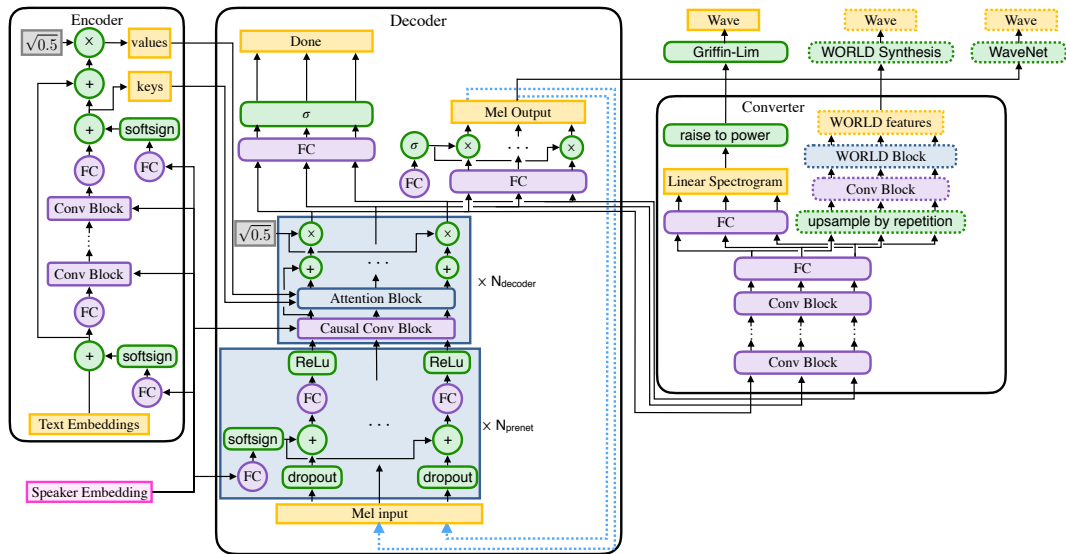 Encoder
√0.5
×
values
+
keys
+
softsign
FC
FC
Conv Block
Conv Block
FC
+
softsign
FC
Text Embeddings
Speaker Embedding
Decoder
Done
σ
FC
Mel Output
σ
×
. . .
×
FC
FC
√0.5
×
×
+
. . .
+
× Ndecoder
Attention Block
Causal Conv Block
ReLu
ReLu
FC
FC
. . .
× Nprenet
softsign
+
+
FC
dropout
dropout
Mel input
Wave
Wave
Wave
Griffin-Lim
WORLD Synthesis
WaveNet
Converter
raise to power
WORLD features
WORLD Block
Linear Spectrogram
Conv Block
FC
upsample by repetition
FC
Conv Block
Conv Block